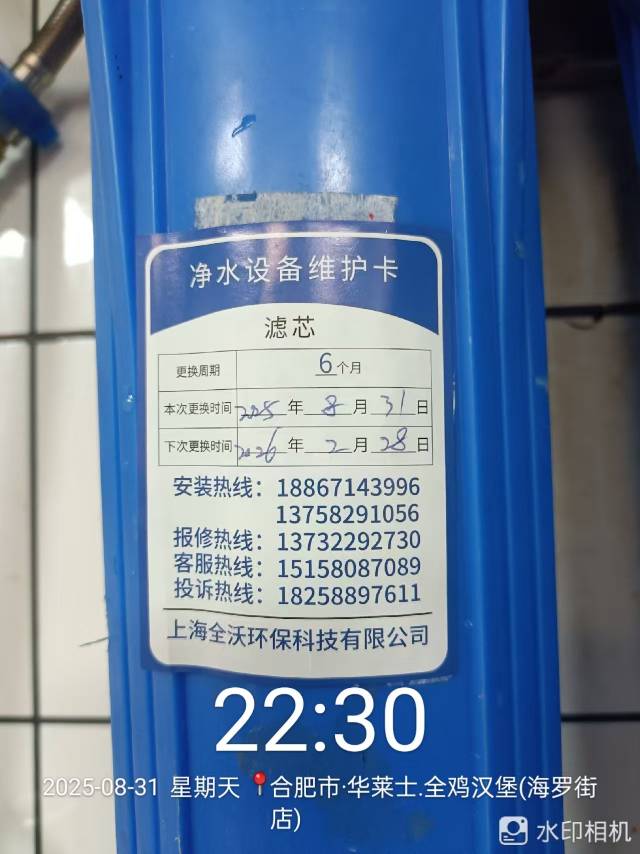 净水设备维护卡
滤芯
更换周期 6个月
本次更换时间 2025年 8月 31日
下次更换时间 2026年 2月 28日
安装热线：18867143996
13758291056
报修热线：13732292730
客服热线：15158087089
投诉热线：18258897611
上海全沃环保科技有限公司
22:30
2025-08-31 星期天 合肥市·华莱士.全鸡汉堡(海罗街
店)
水印相机